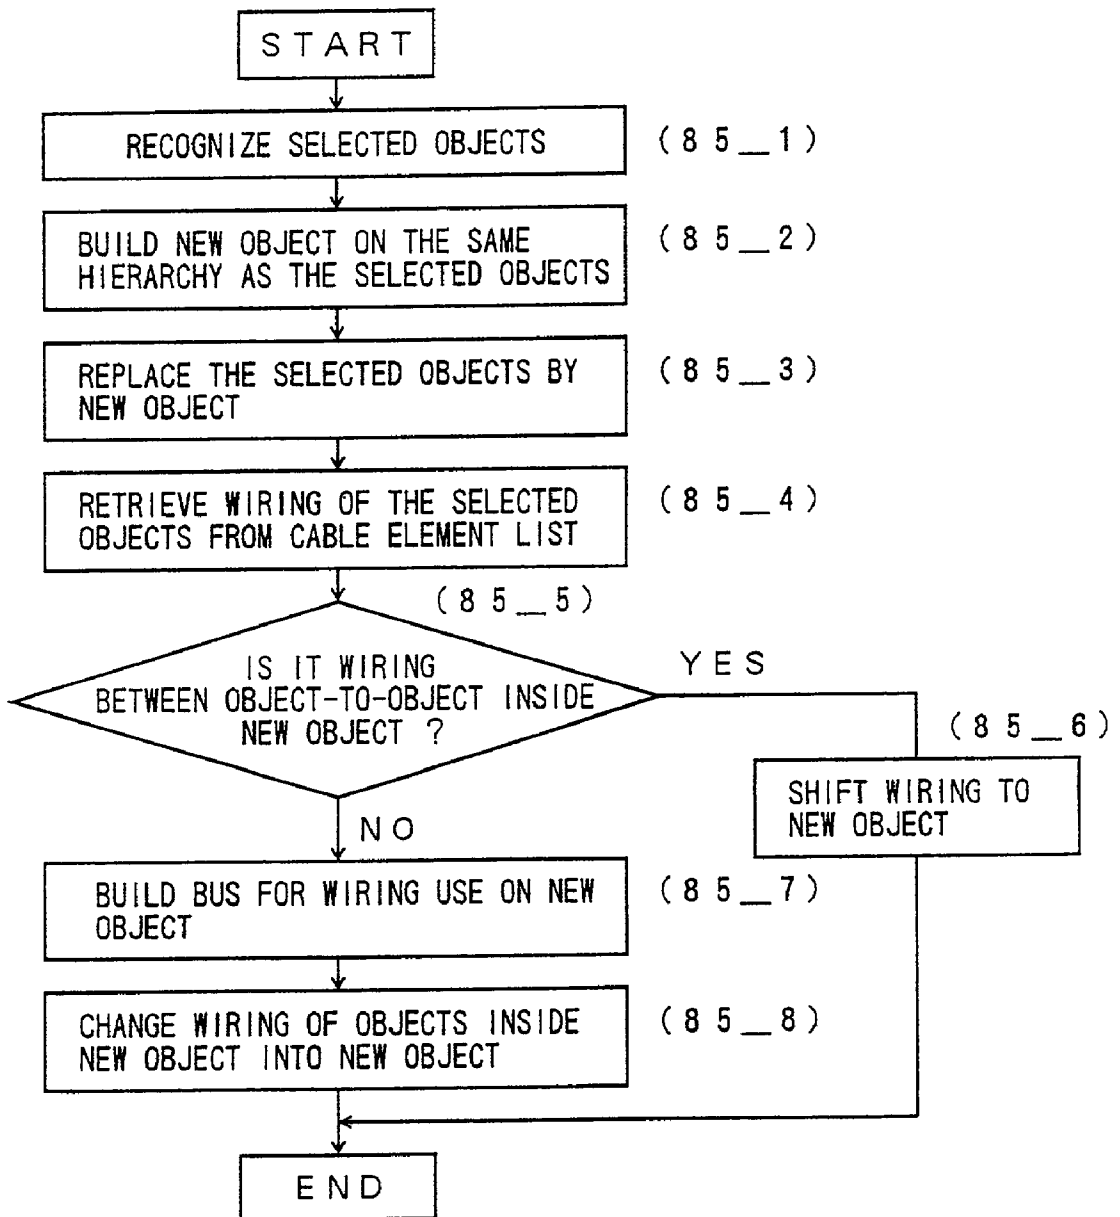 START
RECOGNIZE SELECTED OBJECTS
(85_1)
BUILD NEW OBJECT ON THE SAME
HIERARCHY AS THE SELECTED OBJECTS
(85_2)
REPLACE THE SELECTED OBJECTS BY
NEW OBJECT
(85_3)
RETRIEVE WIRING OF THE SELECTED
OBJECTS FROM CABLE ELEMENT LIST
(85_4)
(85_5)
IS IT WIRING
BETWEEN OBJECT-TO-OBJECT INSIDE
NEW OBJECT ?
YES
(85_6)
SHIFT WIRING TO
NEW OBJECT
NO
BUILD BUS FOR WIRING USE ON NEW
OBJECT
(85_7)
CHANGE WIRING OF OBJECTS INSIDE
NEW OBJECT INTO NEW OBJECT
(85_8)
END